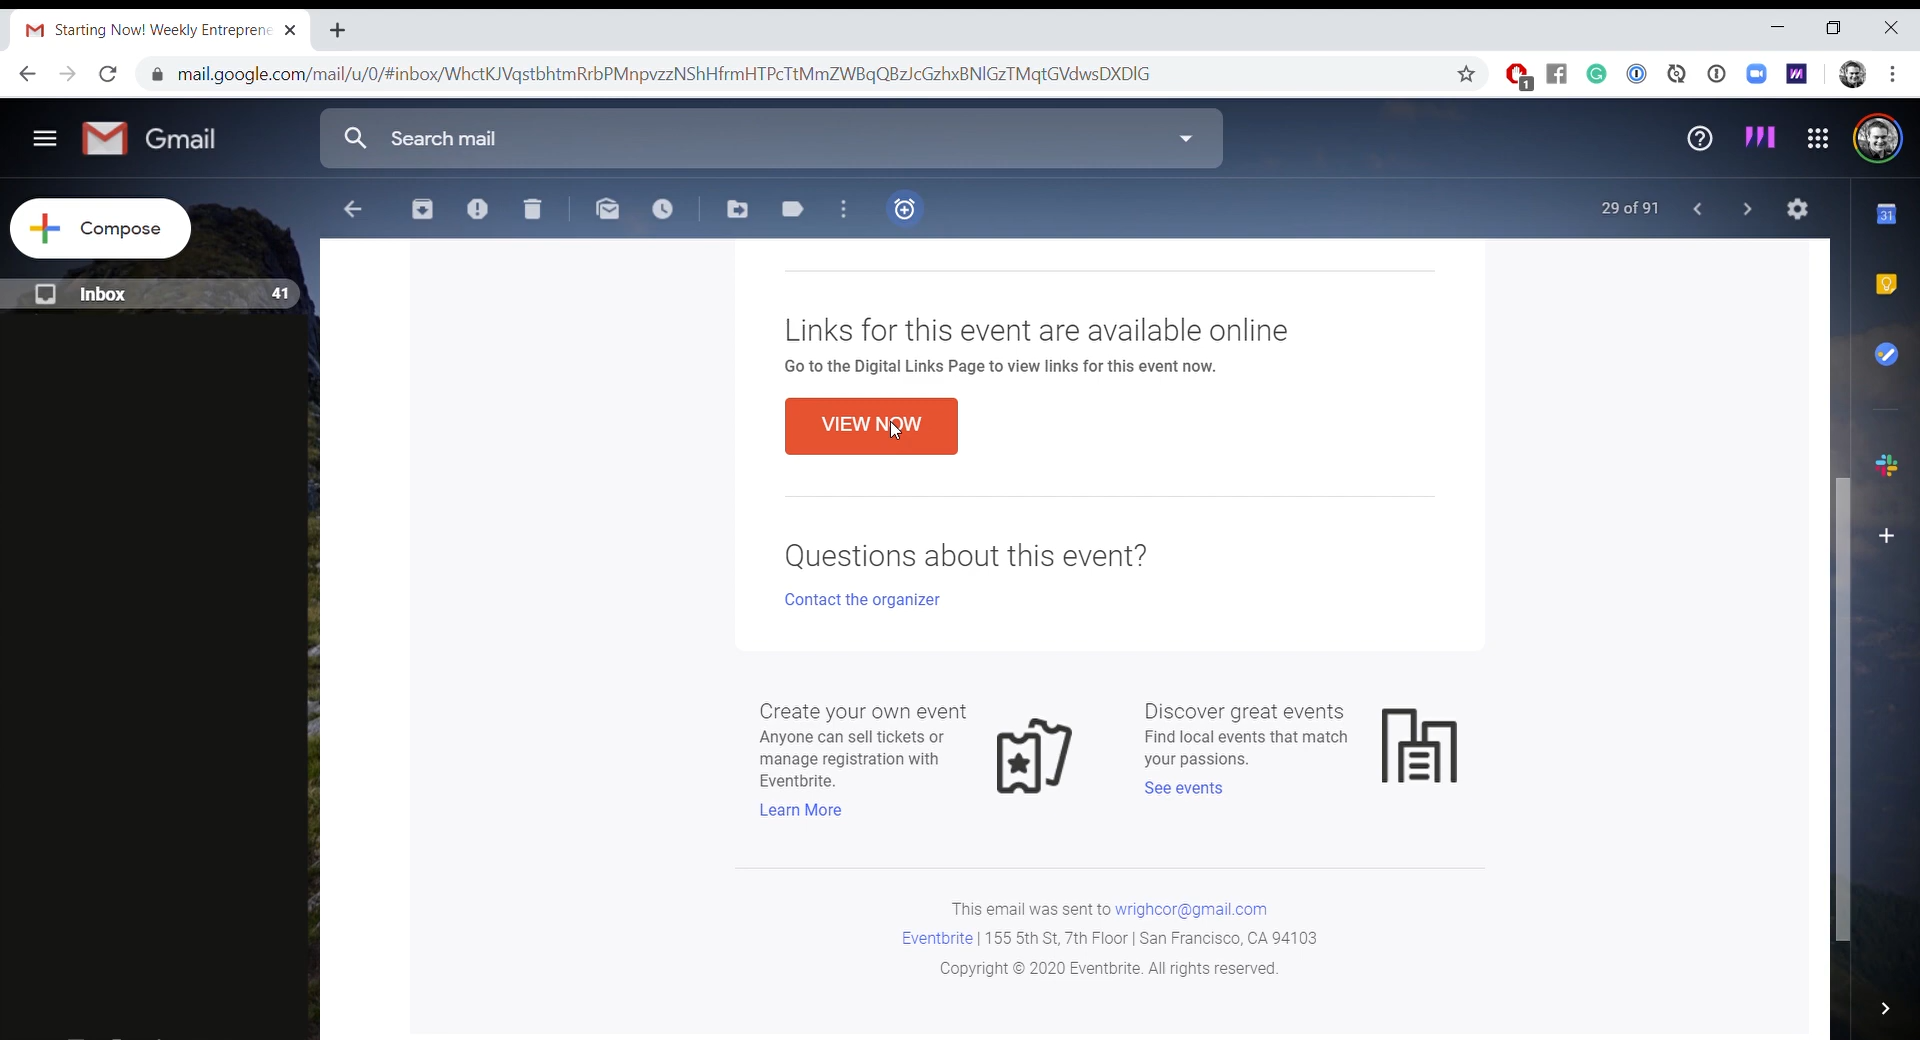 Starting Now! Weekly Entreprene
mail.google.com/mail/u/0/#inbox/WhctKJVqstbhtmRrbPMnpvzzNShHfrmHTPcTtMmZWBqQBzJcGzhxBNlGzTMqtGVdwsDXDlG
1
Gmail
Search mail
Compose
29 of 91
31
Inbox 41
Links for this event are available online
Go to the Digital Links Page to view links for this event now.
VIEW NOW
Questions about this event?
Contact the organizer
Create your own event
Anyone can sell tickets or
manage registration with
Eventbrite.
Learn More
Discover great events
Find local events that match
your passions.
See events
This email was sent to wrighcor@gmail.com
Eventbrite | 155 5th St, 7th Floor | San Francisco, CA 94103
Copyright © 2020 Eventbrite. All rights reserved.